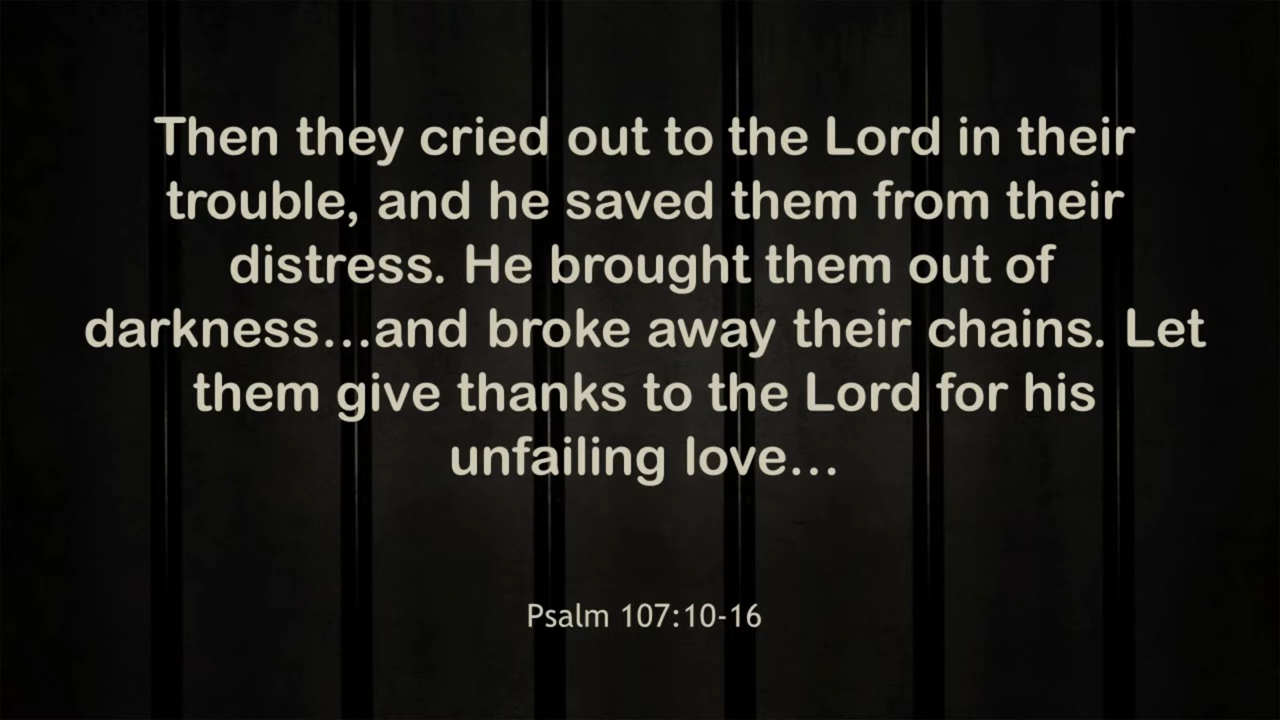 Then they cried out to the Lord in their
trouble, and he saved them from their
distress. He brought them out of
darkness...and broke away their chains. Let
them give thanks to the Lord for his
unfailing love...
Psalm 107:10-16